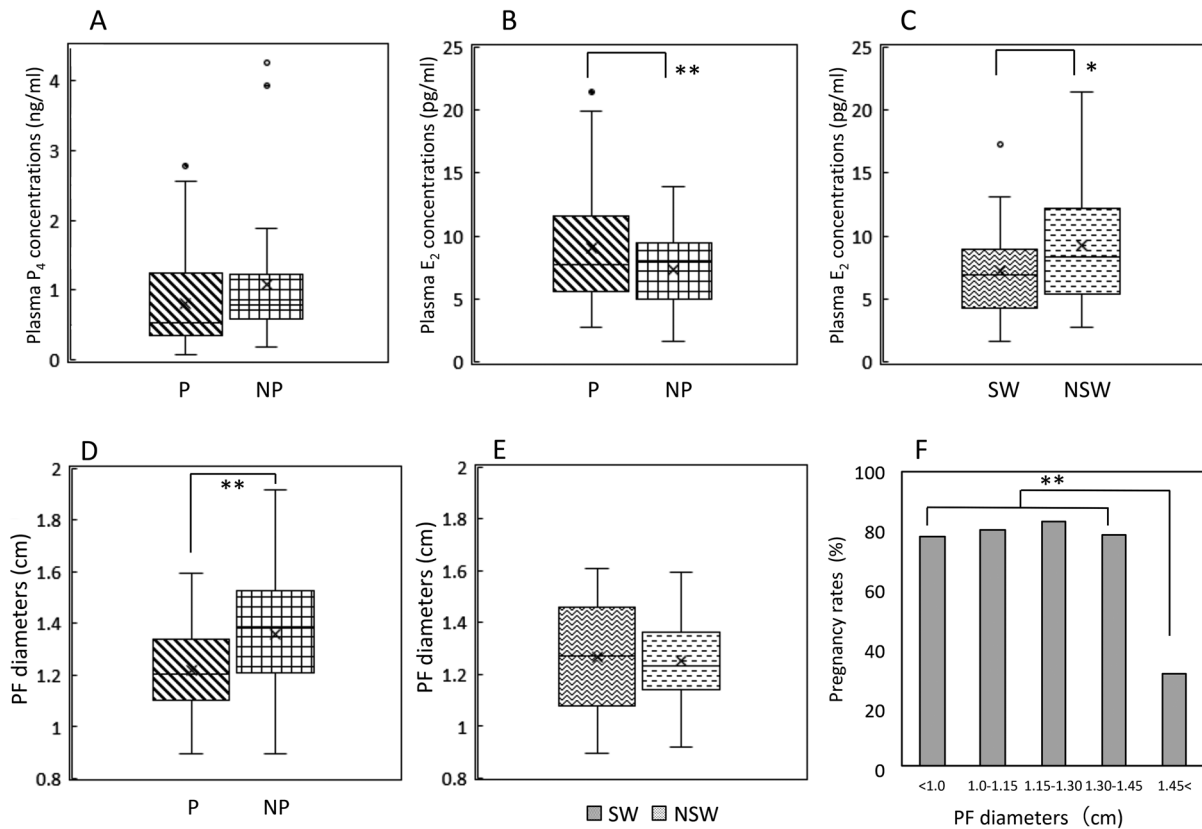 A
Plasma P4 concentrations (ng/ml)
4
3
2
1
0
P NP
B
Plasma E2 concentrations (pg/ml)
25
20
15
10
5
0
**
P NP
C
Plasma E2 concentrations (pg/ml)
25
20
15
10
5
0
*
SW NSW
D
PF diameters (cm)
2
1.8
1.6
1.4
1.2
1
0.8
**
P NP
E
PF diameters (cm)
2
1.8
1.6
1.4
1.2
1
0.8
SW NSW
F
Pregnancy rates (%)
100
80
60
40
20
0
**
<1.0 1.0-1.15 1.15-1.30 1.30-1.45 1.45<
PF diameters (cm)